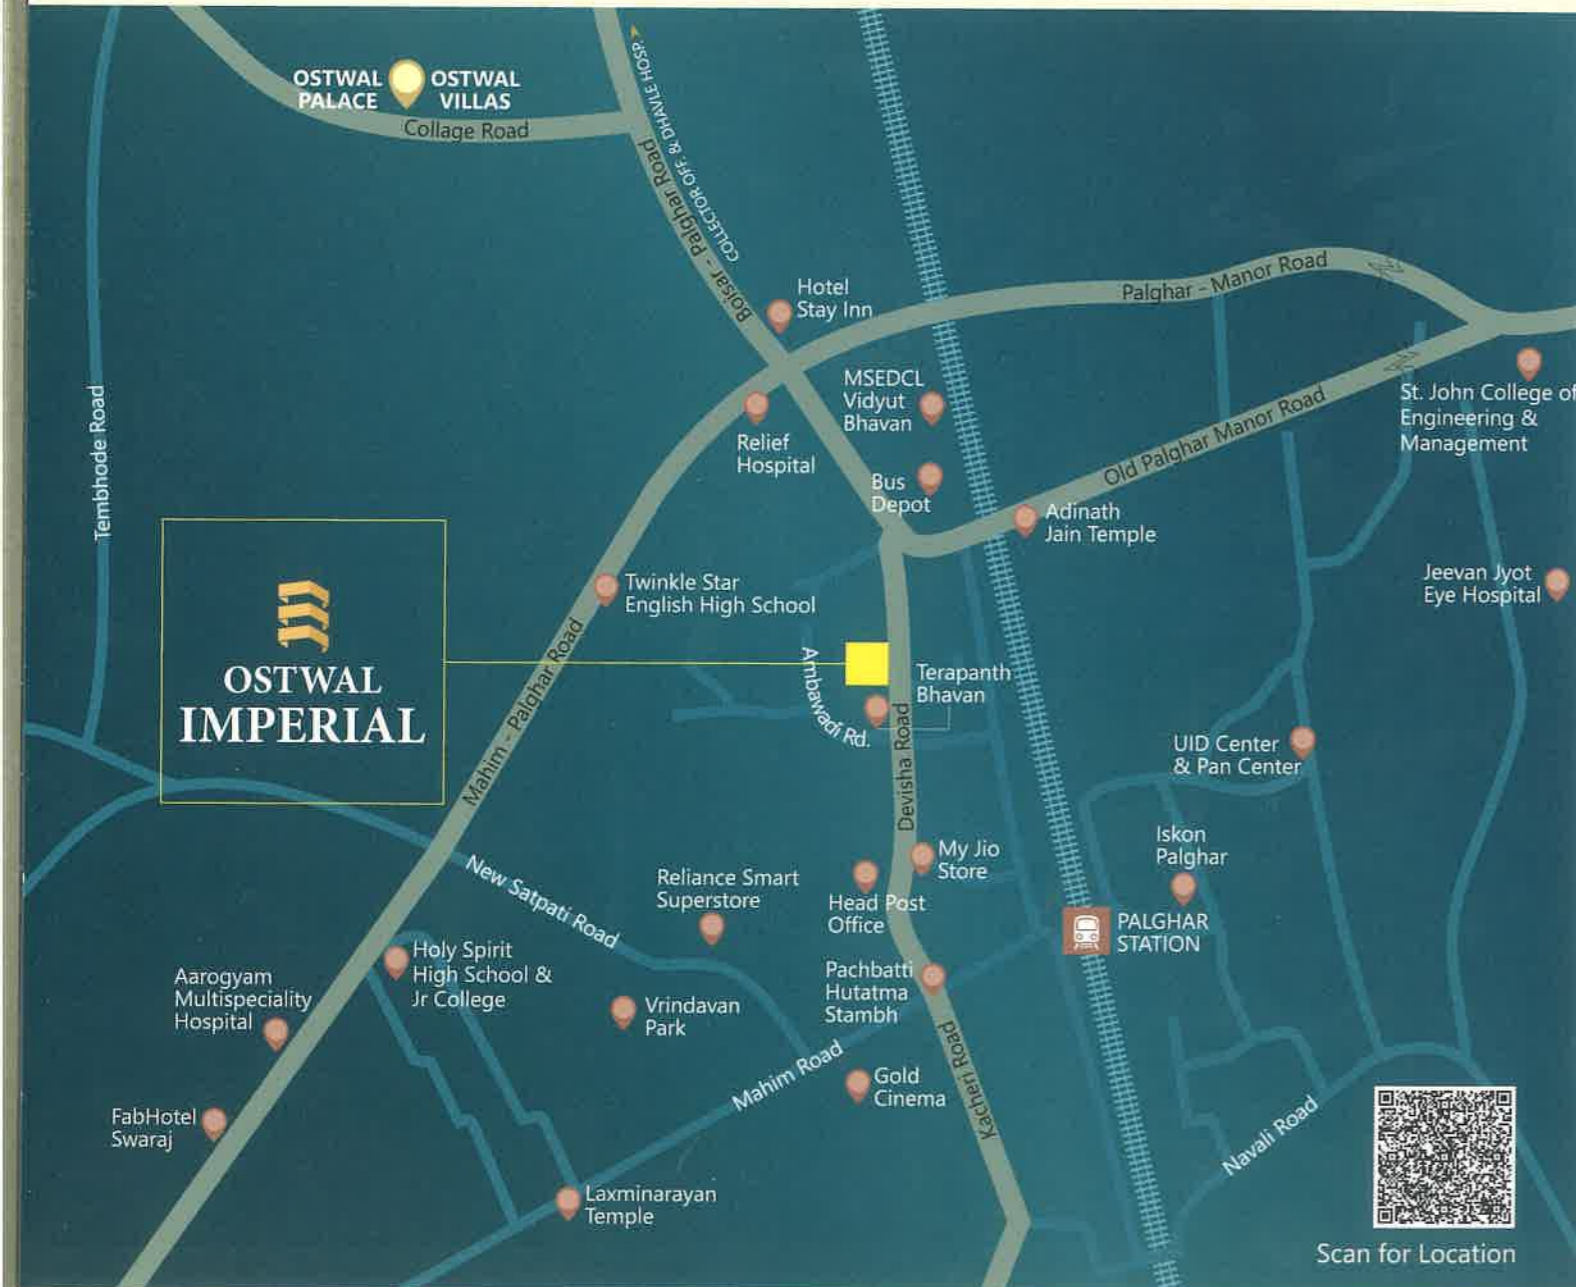 OSTWAL
PALACE
OSTWAL
VILLAS
Collage Road
COLLECTOR OFF. & DHAVLE HOSP.
Boisar - Palghar Road
Hotel
Stay Inn
Palghar - Manor Road
MSEDCL
Vidyut
Bhavan
Relief
Hospital
Bus
Depot
Old Palghar Manor Road
St. John College of
Engineering &
Management
Adinath
Jain Temple
Tembhode Road
Twinkle Star
English High School
Jeevan Jyot
Eye Hospital
OSTWAL
IMPERIAL
Mahim - Palghar Road
Ambawadi Rd.
Terapanth
Bhavan
Devisha Road
UID Center
& Pan Center
Iskon
Palghar
My Jio
Store
New Satpati Road
Reliance Smart
Superstore
Head Post
Office
PALGHAR
STATION
Holy Spirit
High School &
Jr College
Aarogyam
Multispeciality
Hospital
Pachbatti
Hutatma
Stambh
Vrindavan
Park
Mahim Road
Gold
Cinema
Kacheri Road
FabHotel
Swaraj
Navali Road
Laxminarayan
Temple
Scan for Location